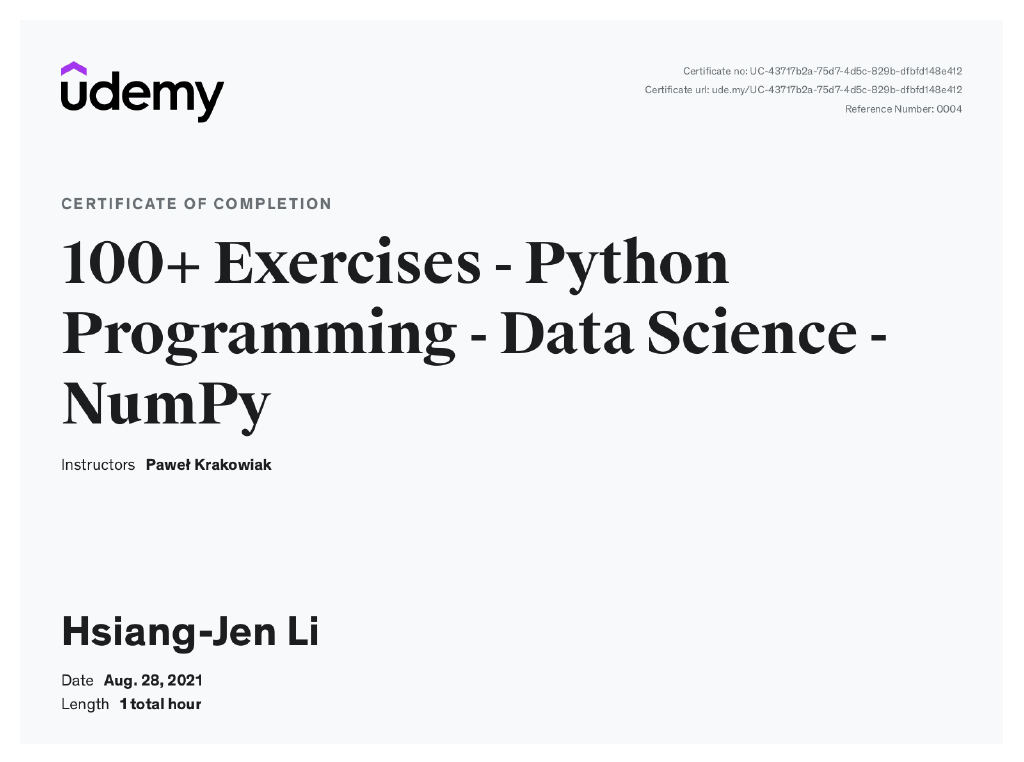 udemy
Certificate no: UC-43717b2a-75d7-4d5c-829b-dfbfd148e412
Certificate url: ude.my/UC-43717b2a-75d7-4d5c-829b-dfbfd148e412
Reference Number: 0004
CERTIFICATE OF COMPLETION
100+ Exercises - Python
Programming - Data Science -
NumPy
Instructors Paweł Krakowiak
Hsiang-Jen Li
Date Aug. 28, 2021
Length 1 total hour